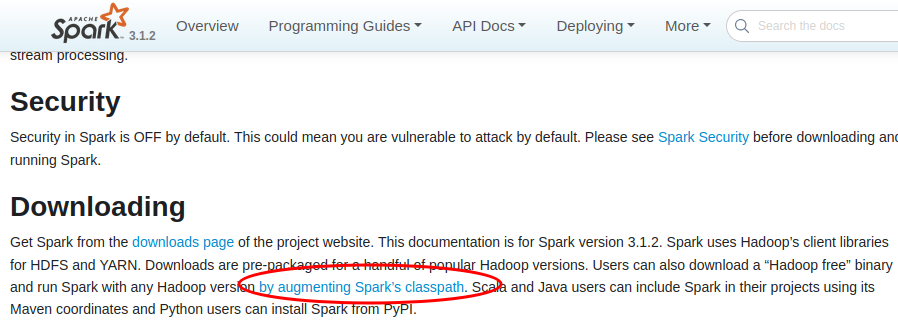 APACHE
Spark 3.1.2 Overview Programming Guides API Docs Deploying More Search the docs
stream processing.
Security
Security in Spark is OFF by default. This could mean you are vulnerable to attack by default. Please see Spark Security before downloading and
running Spark.
Downloading
Get Spark from the downloads page of the project website. This documentation is for Spark version 3.1.2. Spark uses Hadoop’s client libraries
for HDFS and YARN. Downloads are pre-packaged for a handful of popular Hadoop versions. Users can also download a “Hadoop free” binary
and run Spark with any Hadoop version by augmenting Spark’s classpath. Scala and Java users can include Spark in their projects using its
Maven coordinates and Python users can install Spark from PyPI.